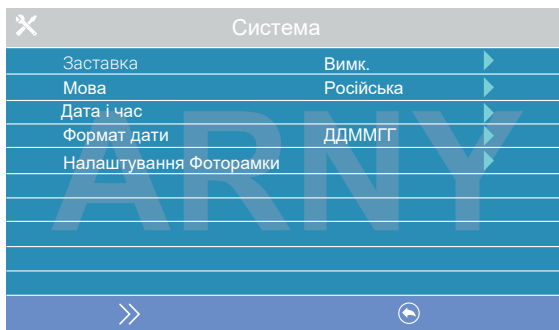 Система
Заставка Вимк.
Мова Російська
Дата і час
Формат дати ДДММГГ
Налаштування Фоторамки
ARNY